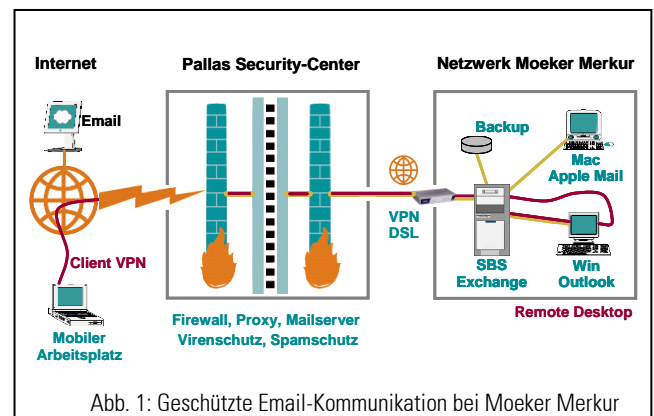 Internet
Pallas Security-Center
Netzwerk Moeker Merkur
Email
Client VPN
Mobiler
Arbeitsplatz
Firewall, Proxy, Mailserver
Virenschutz, Spamschutz
VPN
DSL
Backup
Mac
Apple Mail
SBS
Exchange
Win
Outlook
Remote Desktop
Abb. 1: Geschützte Email-Kommunikation bei Moeker Merkur